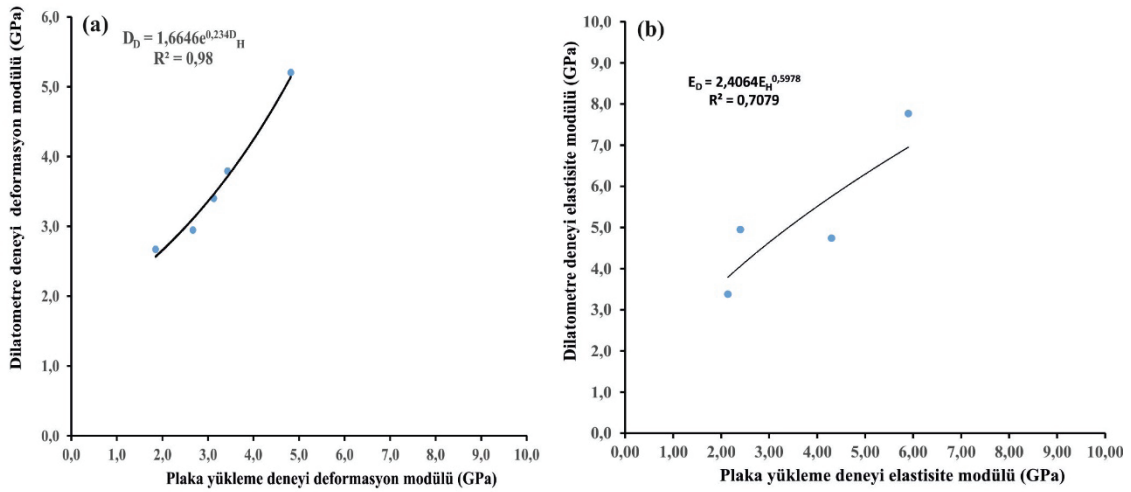 (a)
D_D = 1,6646e^0,234D_H
R² = 0,98
Dilatometre deneyi deformasyon modülü (GPa)
6,0
5,0
4,0
3,0
2,0
1,0
0,0
0,0 1,0 2,0 3,0 4,0 5,0 6,0 7,0 8,0 9,0 10,0
Plaka yükleme deneyi deformasyon modülü (GPa)
(b)
E_D = 2,4064E_H^0,5978
R² = 0,7079
Dilatometre deneyi elastisite modülü (GPa)
10,0
9,0
8,0
7,0
6,0
5,0
4,0
3,0
2,0
1,0
0,0
0,00 1,00 2,00 3,00 4,00 5,00 6,00 7,00 8,00 9,00 10,00
Plaka yükleme deneyi elastisite modülü (GPa)